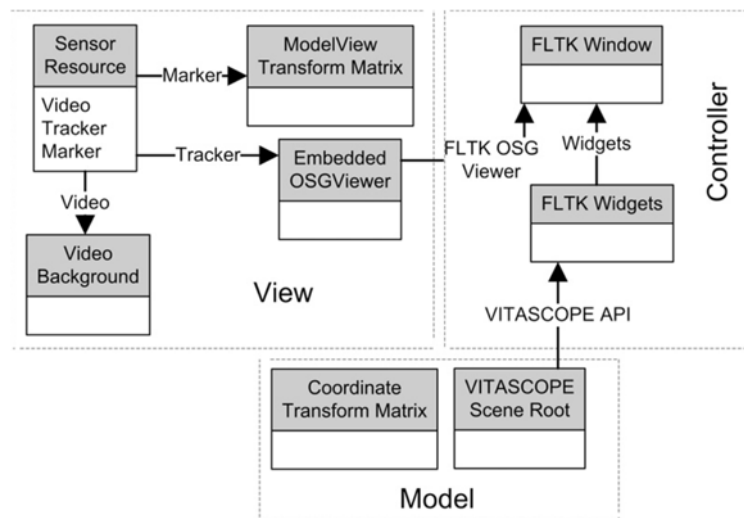 Sensor
Resource
Video
Tracker
Marker
Marker
ModelView
Transform Matrix
Tracker
Embedded
OSGViewer
Video
Video
Background
View
FLTK Window
FLTK OSG
Viewer
Widgets
FLTK Widgets
Controller
VITASCOPE API
Coordinate
Transform Matrix
VITASCOPE
Scene Root
Model